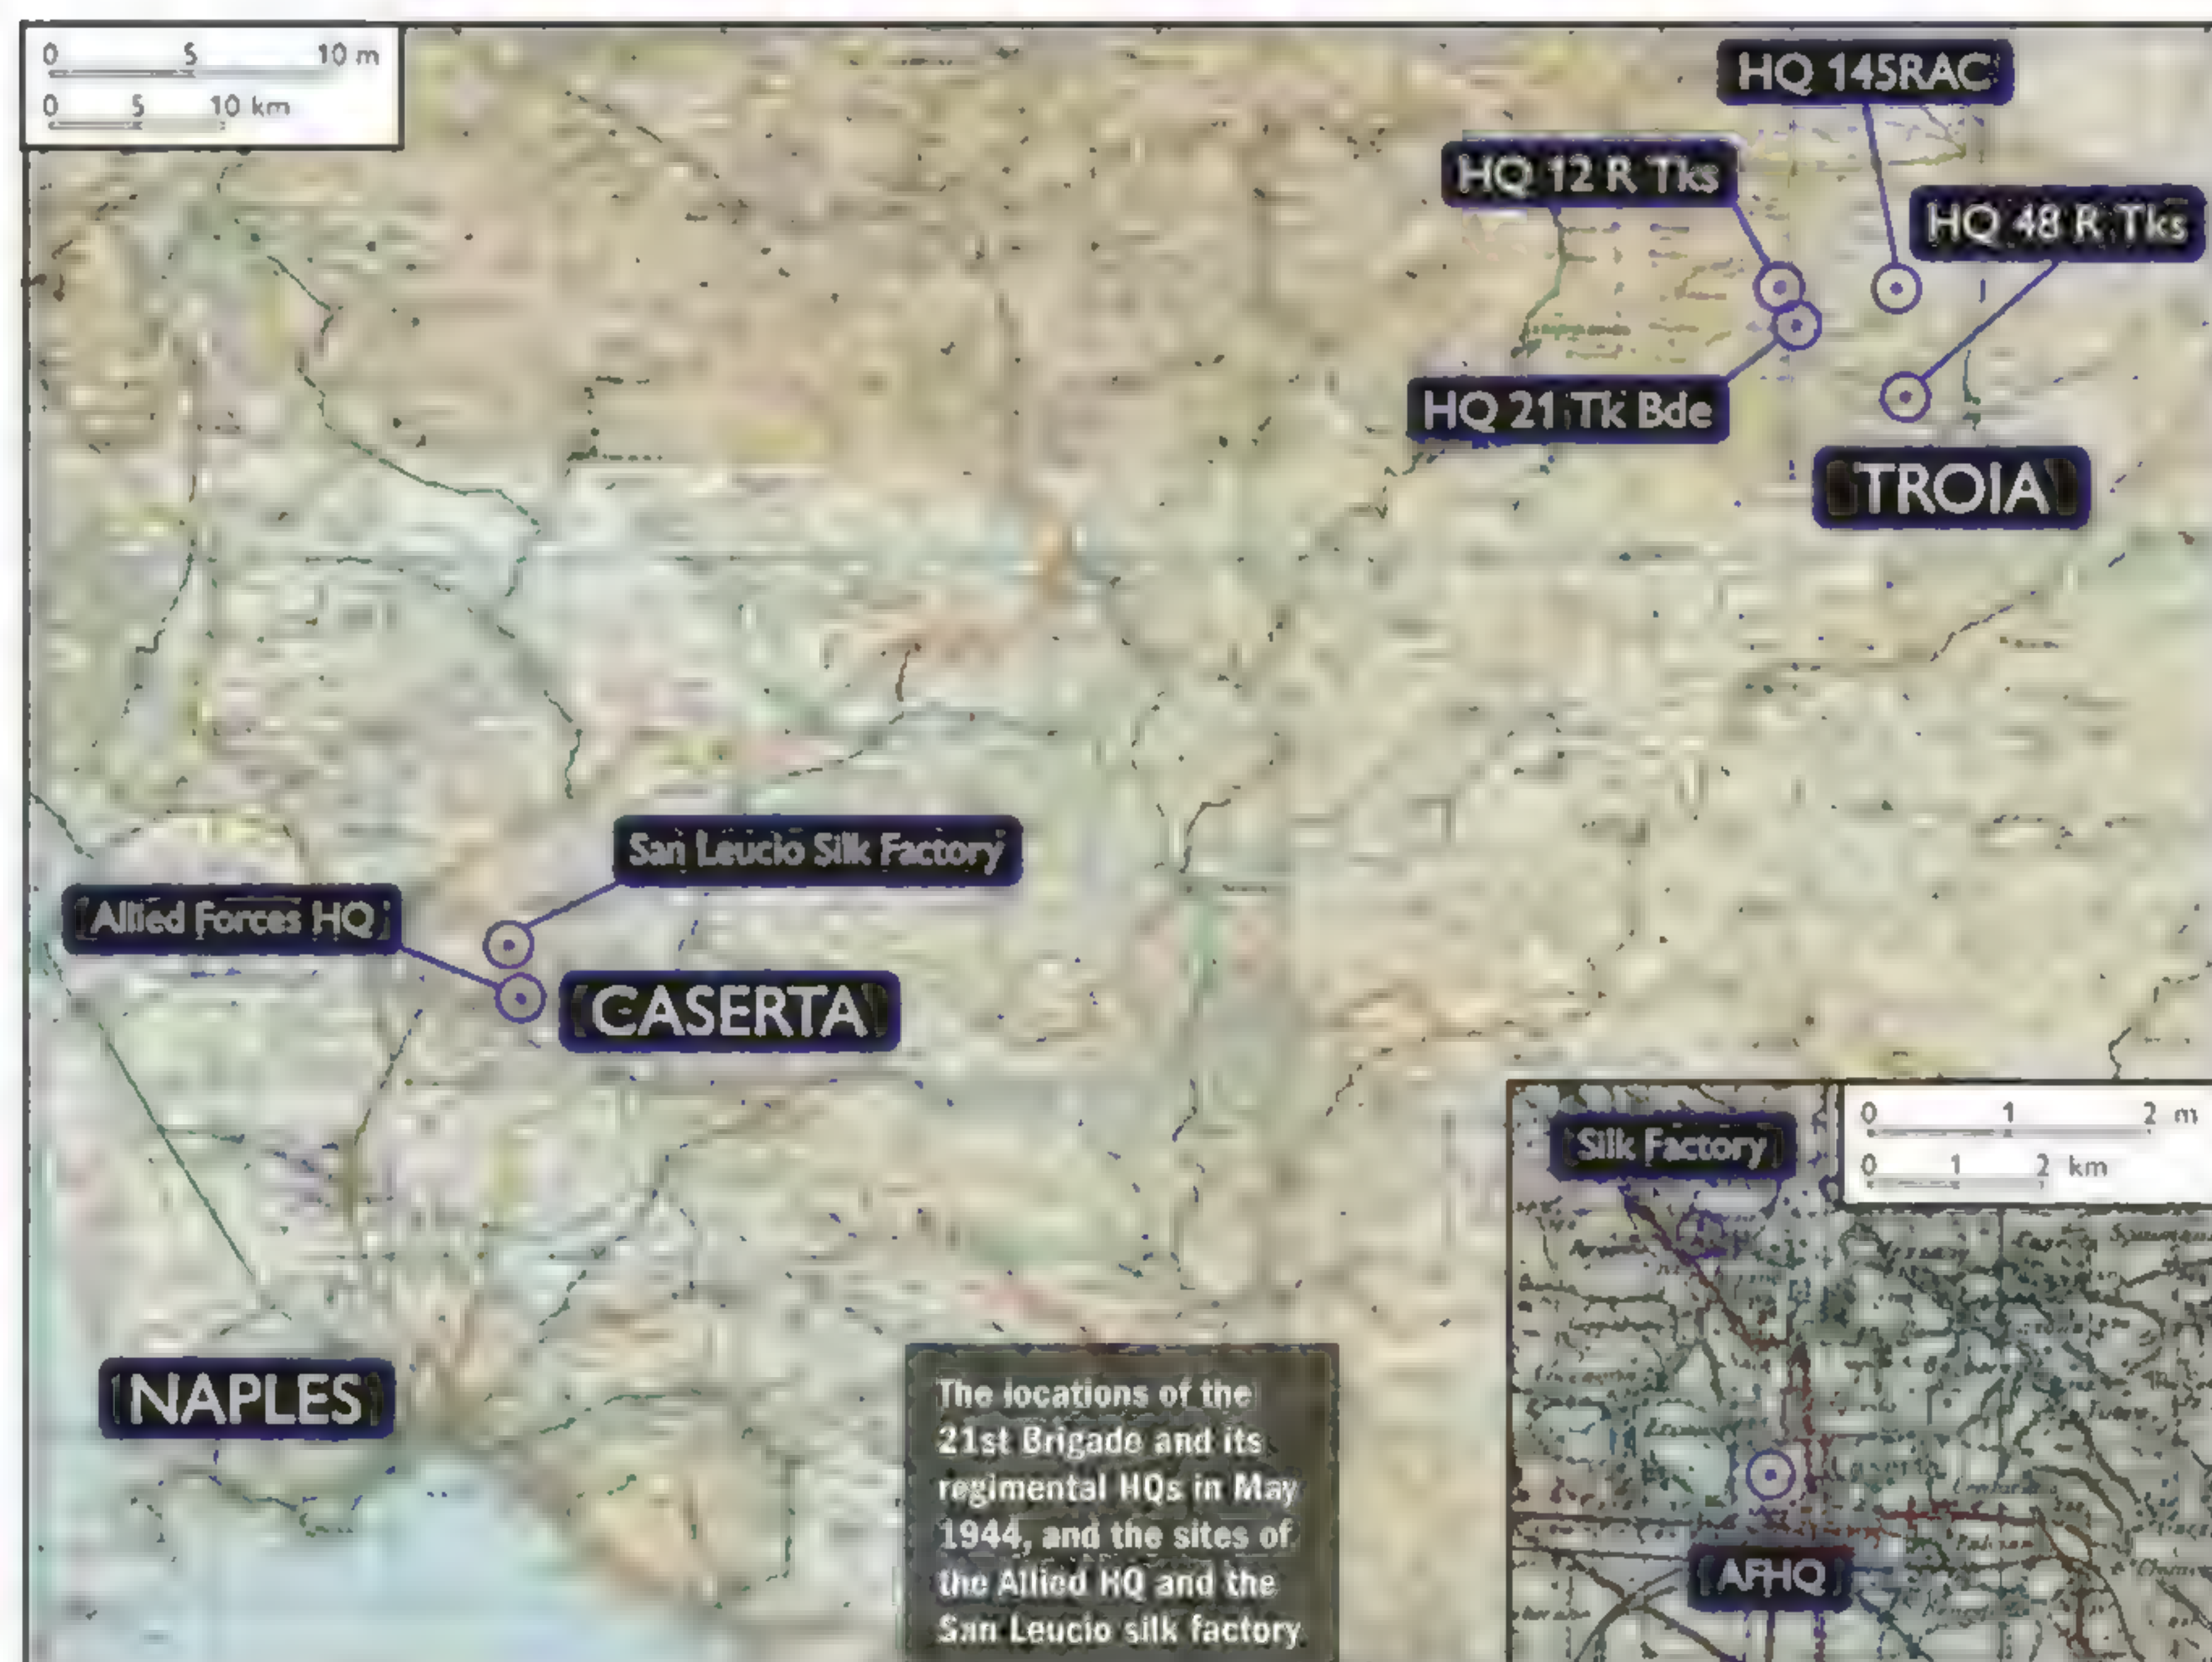 0 5 10 m
0 5 10 km
HQ 145RAC
HQ 12 R Tks
HQ 48 R Tks
HQ 21 Tk Bde
TROIA
San Leucio Silk Factory
Allied Forces HQ
CASERTA
NAPLES
The locations of the
21st Brigade and its
regimental HQs in May
1944, and the sites of
the Allied HQ and the
San Leucio silk factory
Silk Factory
0 1 2 m
0 1 2 km
AFHQ